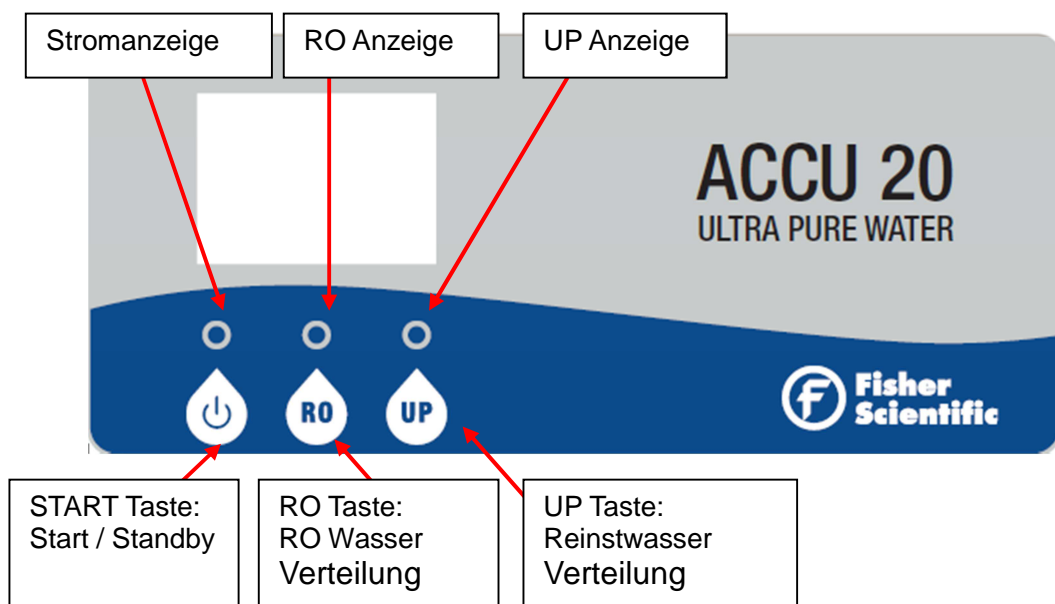 Stromanzeige
RO Anzeige
UP Anzeige
ACCU 20
ULTRA PURE WATER
RO
UP
F Fisher
Scientific
START Taste:
Start / Standby
RO Taste:
RO Wasser
Verteilung
UP Taste:
Reinstwasser
Verteilung